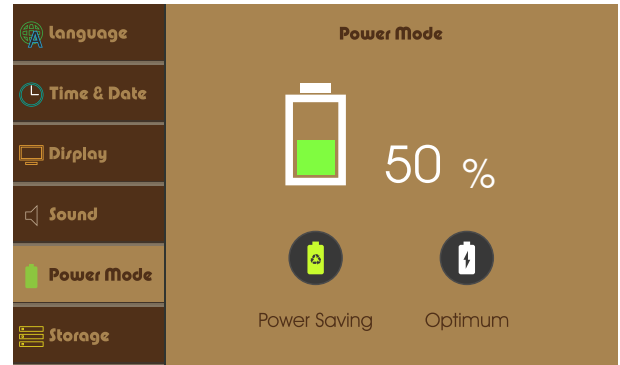 Language
Time & Date
Display
Sound
Power Mode
Storage
Power Mode
50 %
Power Saving
Optimum